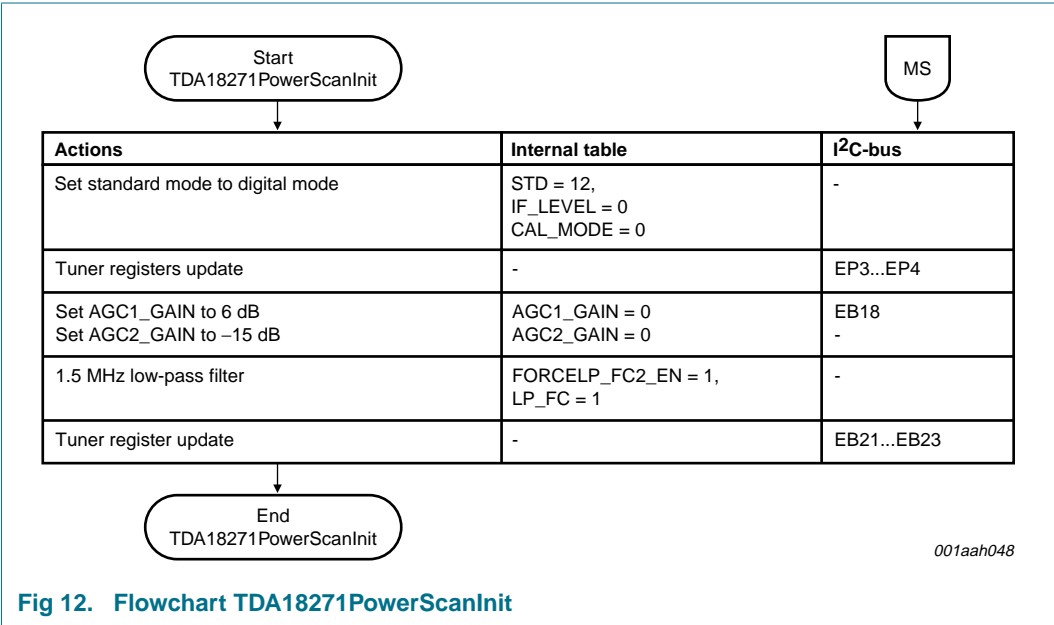 Start
TDA18271PowerScanInit
MS
Actions Internal table I2C-bus
Set standard mode to digital mode STD = 12, -
IF_LEVEL = 0
CAL_MODE = 0
Tuner registers update - EP3...EP4
Set AGC1_GAIN to 6 dB AGC1_GAIN = 0 EB18
Set AGC2_GAIN to −15 dB AGC2_GAIN = 0 -
1.5 MHz low-pass filter FORCELP_FC2_EN = 1, -
LP_FC = 1
Tuner register update - EB21...EB23
End
TDA18271PowerScanInit
001aah048
Fig 12. Flowchart TDA18271PowerScanInit